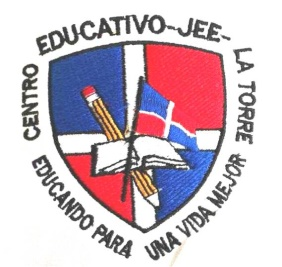 CENTRO EDUCATIVO-JEE-LA TORRE
EDUCANDO PARA UNA VIDA MEJOR